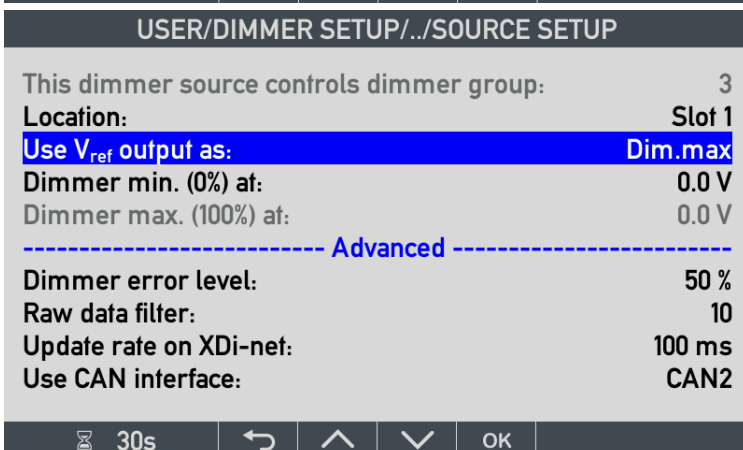 USER/DIMMER SETUP/../SOURCE SETUP
This dimmer source controls dimmer group: 3
Location: Slot 1
Use Vref output as: Dim.max
Dimmer min. (0%) at: 0.0 V
Dimmer max. (100%) at: 0.0 V
-------------------------- Advanced -------------------------
Dimmer error level: 50 %
Raw data filter: 10
Update rate on XDi-net: 100 ms
Use CAN interface: CAN2
30s OK